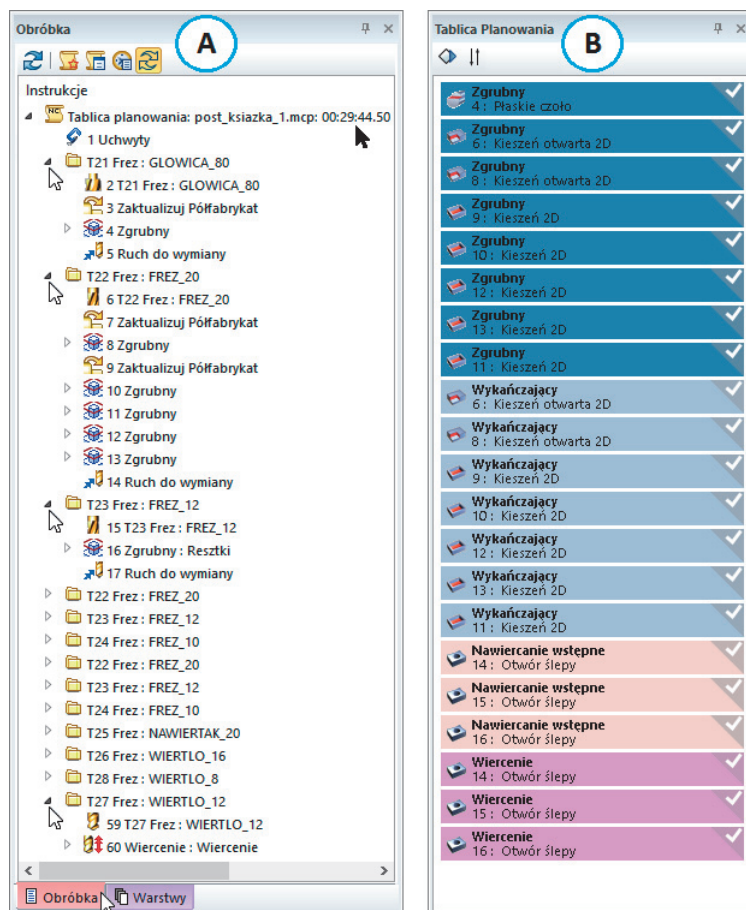 Obróbka
A
Instrukcje
Tablica planowania: post_ksiazka_1.mcp: 00:29:44.50
1 Uchwyty
T21 Frez : GLOWICA_80
2 T21 Frez : GLOWICA_80
3 Zaktualizuj Półfabrykat
4 Zgrubny
5 Ruch do wymiany
T22 Frez : FREZ_20
6 T22 Frez : FREZ_20
7 Zaktualizuj Półfabrykat
8 Zgrubny
9 Zaktualizuj Półfabrykat
10 Zgrubny
11 Zgrubny
12 Zgrubny
13 Zgrubny
14 Ruch do wymiany
T23 Frez : FREZ_12
15 T23 Frez : FREZ_12
16 Zgrubny : Resztki
17 Ruch do wymiany
T22 Frez : FREZ_20
T23 Frez : FREZ_12
T24 Frez : FREZ_10
T22 Frez : FREZ_20
T23 Frez : FREZ_12
T24 Frez : FREZ_10
T25 Frez : NAWIERTAK_20
T26 Frez : WIERTLO_16
T28 Frez : WIERTLO_8
T27 Frez : WIERTLO_12
59 T27 Frez : WIERTLO_12
60 Wiercenie : Wiercenie
Obróbka
Warstwy
Tablica Planowania
B
Zgrubny
4 : Płaskie czoło
Zgrubny
6 : Kieszeń otwarta 2D
Zgrubny
8 : Kieszeń otwarta 2D
Zgrubny
9 : Kieszeń 2D
Zgrubny
10 : Kieszeń 2D
Zgrubny
12 : Kieszeń 2D
Zgrubny
13 : Kieszeń 2D
Zgrubny
11 : Kieszeń 2D
Wykańczający
6 : Kieszeń otwarta 2D
Wykańczający
8 : Kieszeń otwarta 2D
Wykańczający
9 : Kieszeń 2D
Wykańczający
10 : Kieszeń 2D
Wykańczający
12 : Kieszeń 2D
Wykańczający
13 : Kieszeń 2D
Wykańczający
11 : Kieszeń 2D
Nawiercanie wstępne
14 : Otwór ślepy
Nawiercanie wstępne
15 : Otwór ślepy
Nawiercanie wstępne
16 : Otwór ślepy
Wiercenie
14 : Otwór ślepy
Wiercenie
15 : Otwór ślepy
Wiercenie
16 : Otwór ślepy